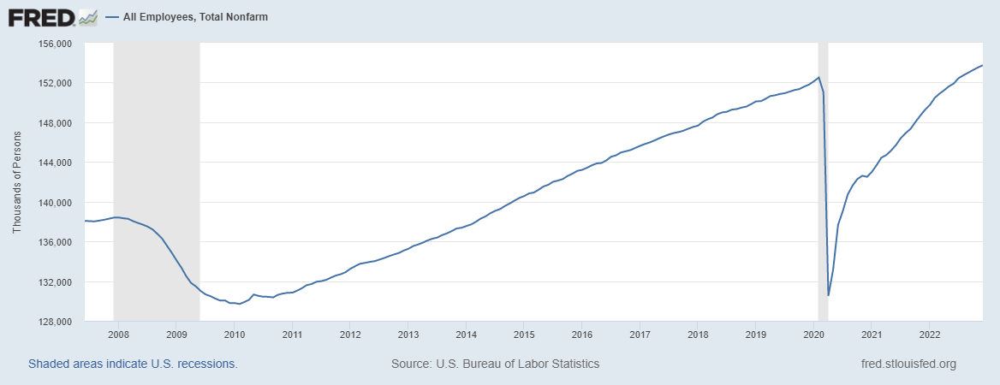 FRED
All Employees, Total Nonfarm
156,000
152,000
148,000
144,000
140,000
136,000
132,000
128,000
Thousands of Persons
2008 2009 2010 2011 2012 2013 2014 2015 2016 2017 2018 2019 2020 2021 2022
Shaded areas indicate U.S. recessions.
Source: U.S. Bureau of Labor Statistics
fred.stlouisfed.org